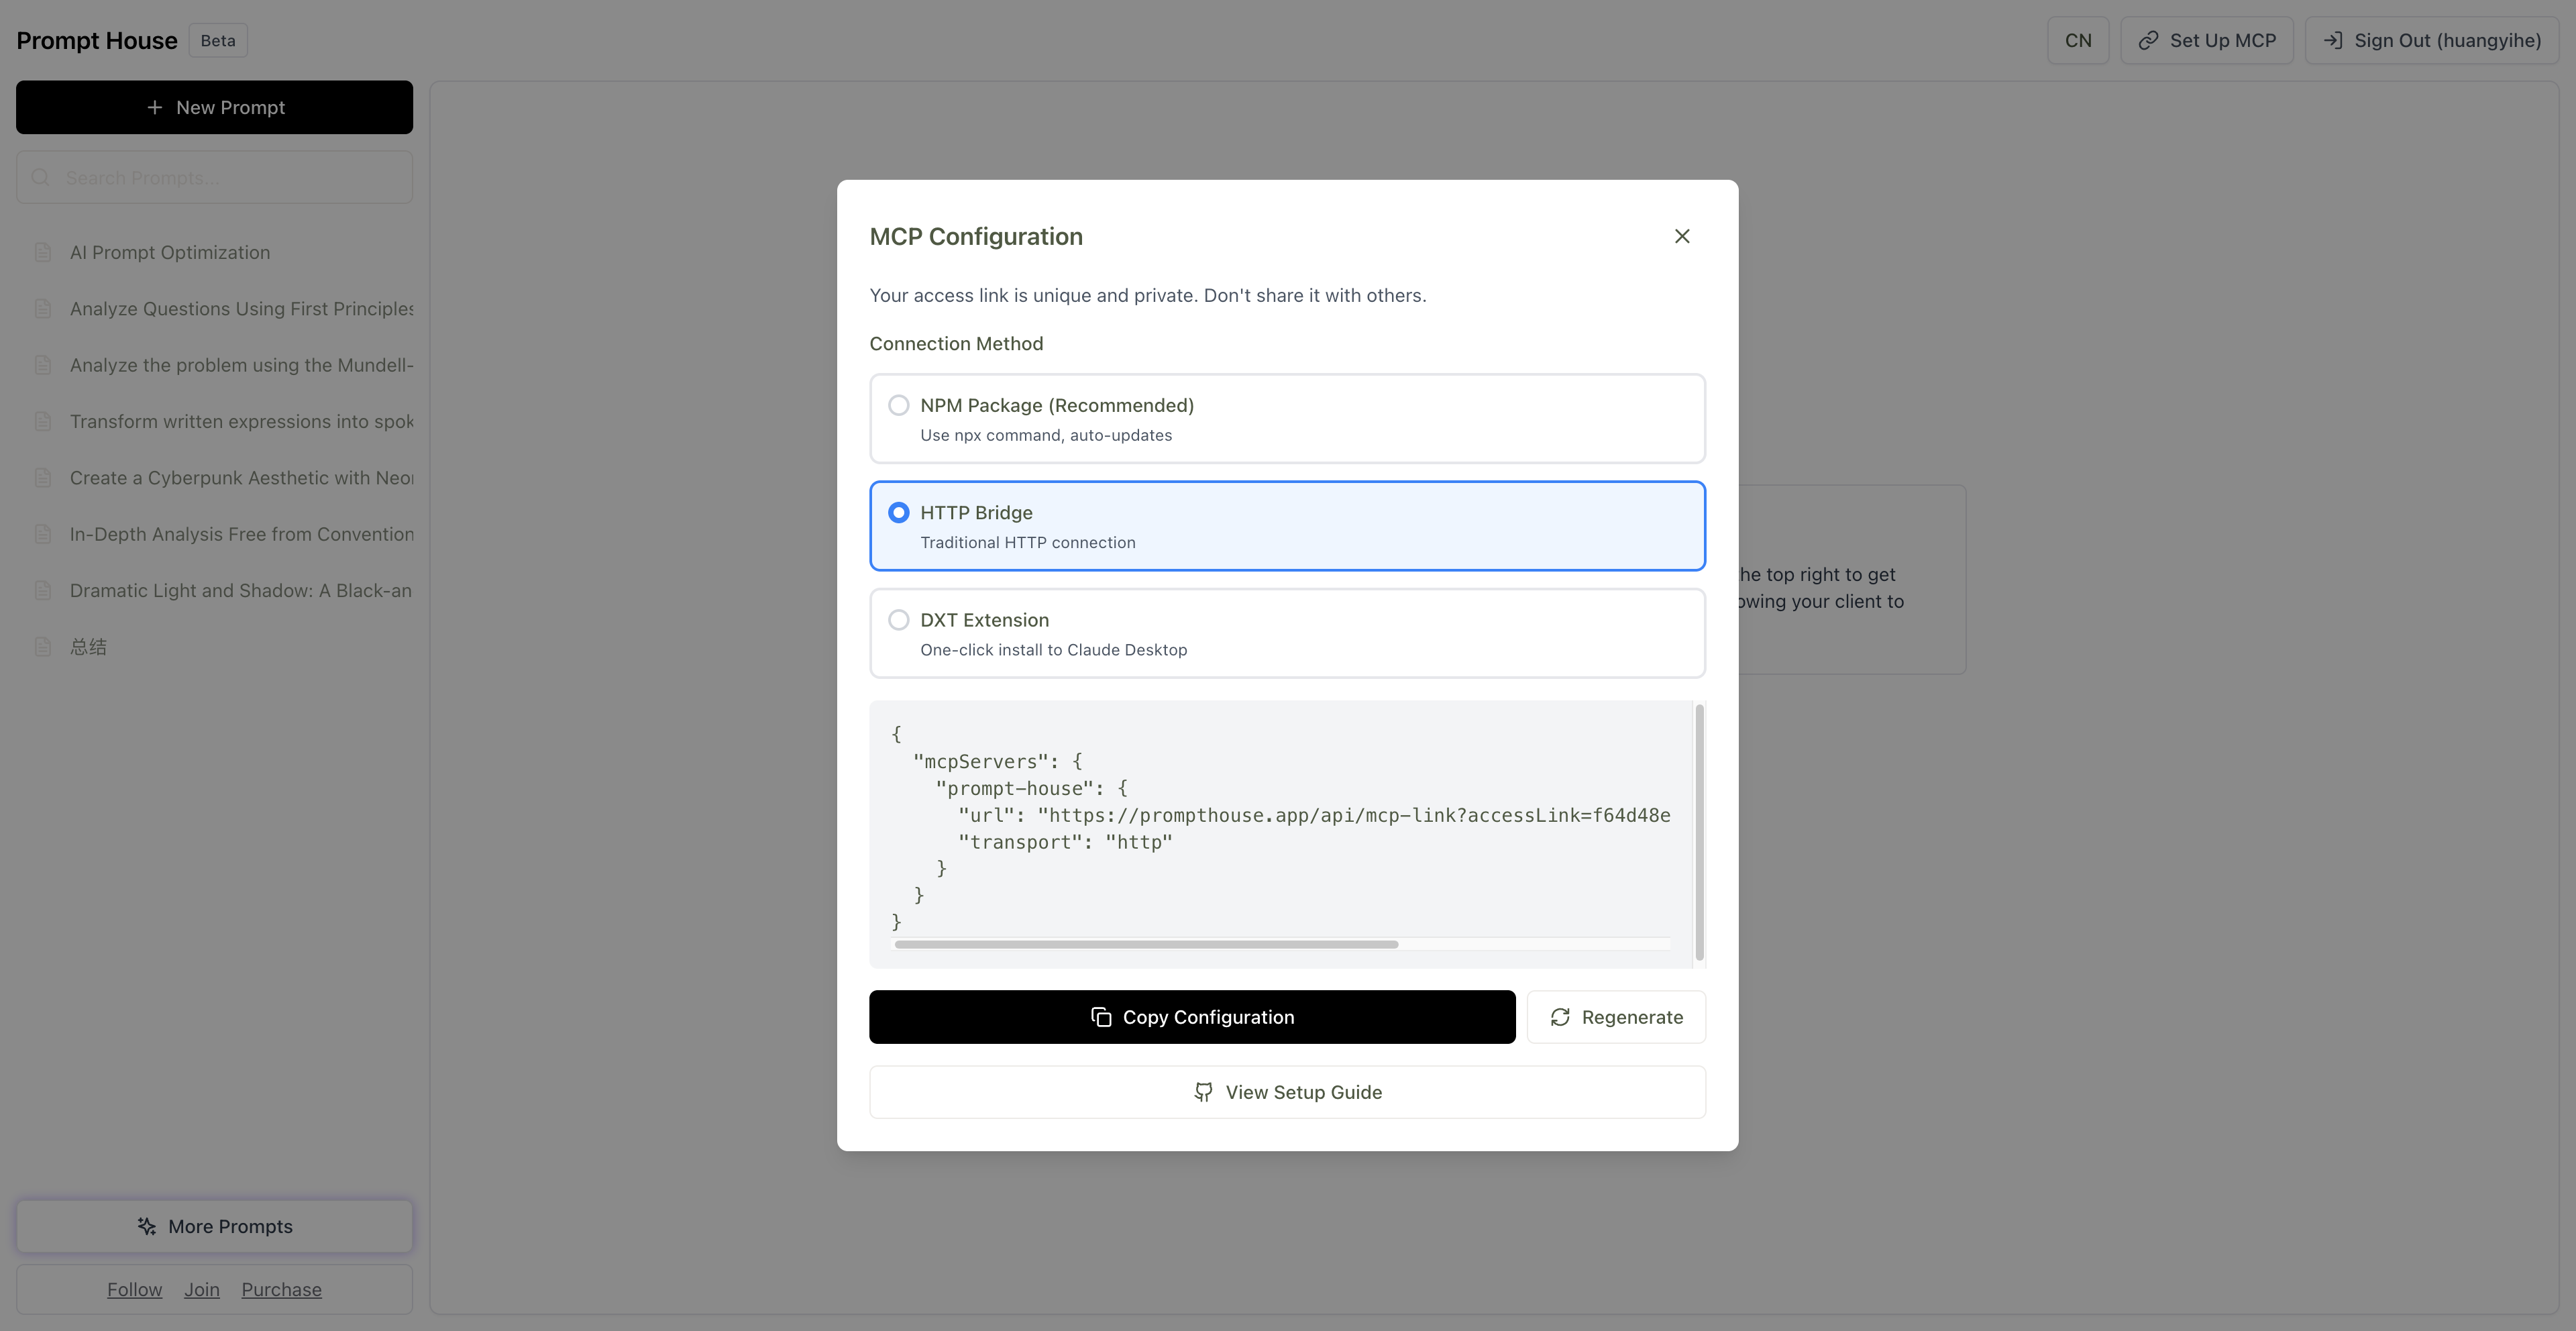 Prompt House
Beta
CN
Set Up MCP
Sign Out (huangyihe)
New Prompt
Search Prompts...
AI Prompt Optimization
Analyze Questions Using First Principles
Analyze the problem using the Mundell-
Transform written expressions into spok
Create a Cyberpunk Aesthetic with Neon
In-Depth Analysis Free from Convention
Dramatic Light and Shadow: A Black-an
总结
More Prompts
Follow Join Purchase
MCP Configuration
Your access link is unique and private. Don't share it with others.
Connection Method
NPM Package (Recommended)
Use npx command, auto-updates
HTTP Bridge
Traditional HTTP connection
DXT Extension
One-click install to Claude Desktop
{
"mcpServers": {
"prompt-house": {
"url": "https://prompthouse.app/api/mcp-link?accessLink=f64d48e
"transport": "http"
}
}
}
Copy Configuration
Regenerate
View Setup Guide
he top right to get
owing your client to